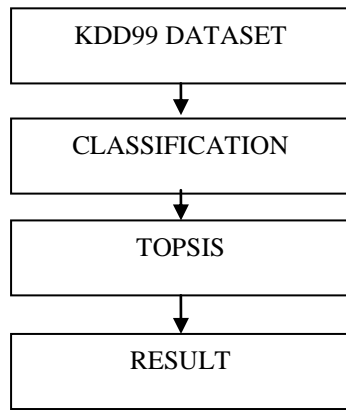 KDD99 DATASET
CLASSIFICATION
TOPSIS
RESULT